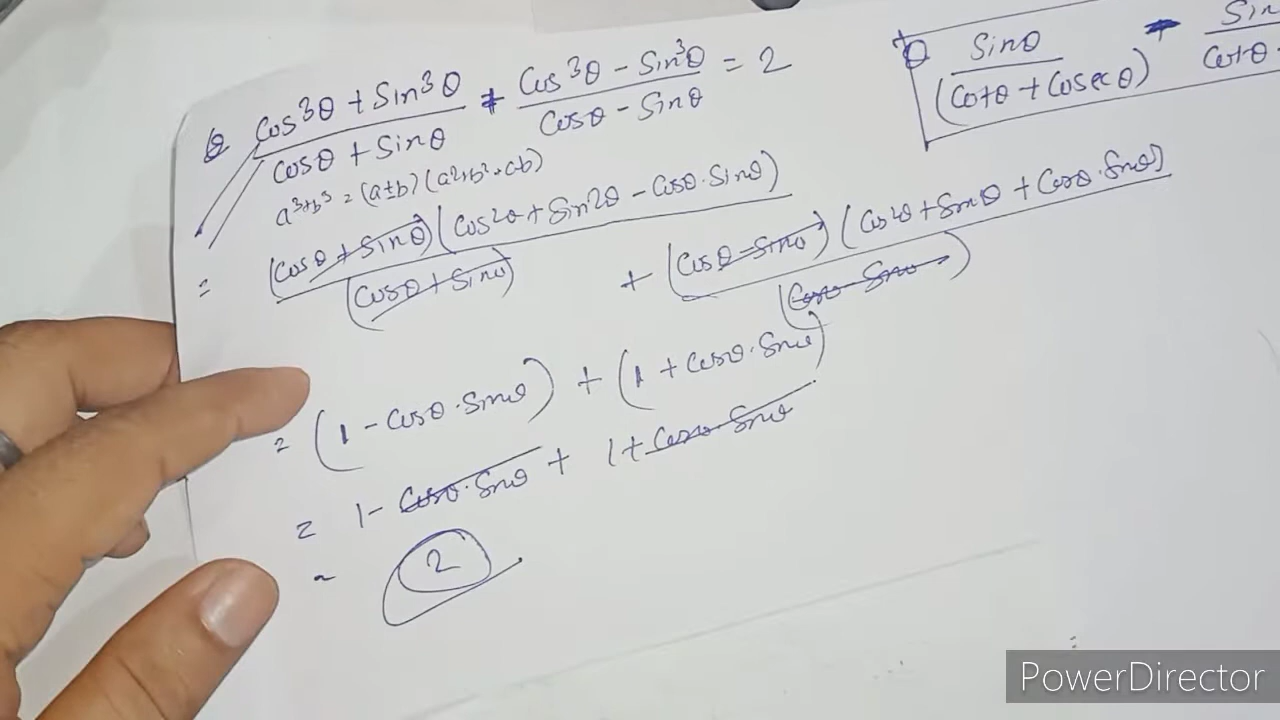 Q cos³θ + Sin³θ / cosθ + Sinθ + Cos³θ - Sin³θ / Cosθ - Sinθ = 2
a³+b³ = (a±b)(a²+b²+ab)
= (Cosθ + Sinθ)(Cos²θ + Sin²θ - Cosθ.Sinθ) / (Cosθ + Sinθ) + (Cosθ - Sinθ)(Cos²θ + Sinθ + Cosθ.Sinθ) / (Cosθ - Sinθ)
= (1 - Cosθ.Sinθ) + (1 + Cosθ.Sinθ)
= 1 - Cosθ.Sinθ + 1 + Cosθ.Sinθ
2
Sinθ / (Cotθ + Cosecθ) Sin / Cotθ
PowerDirector